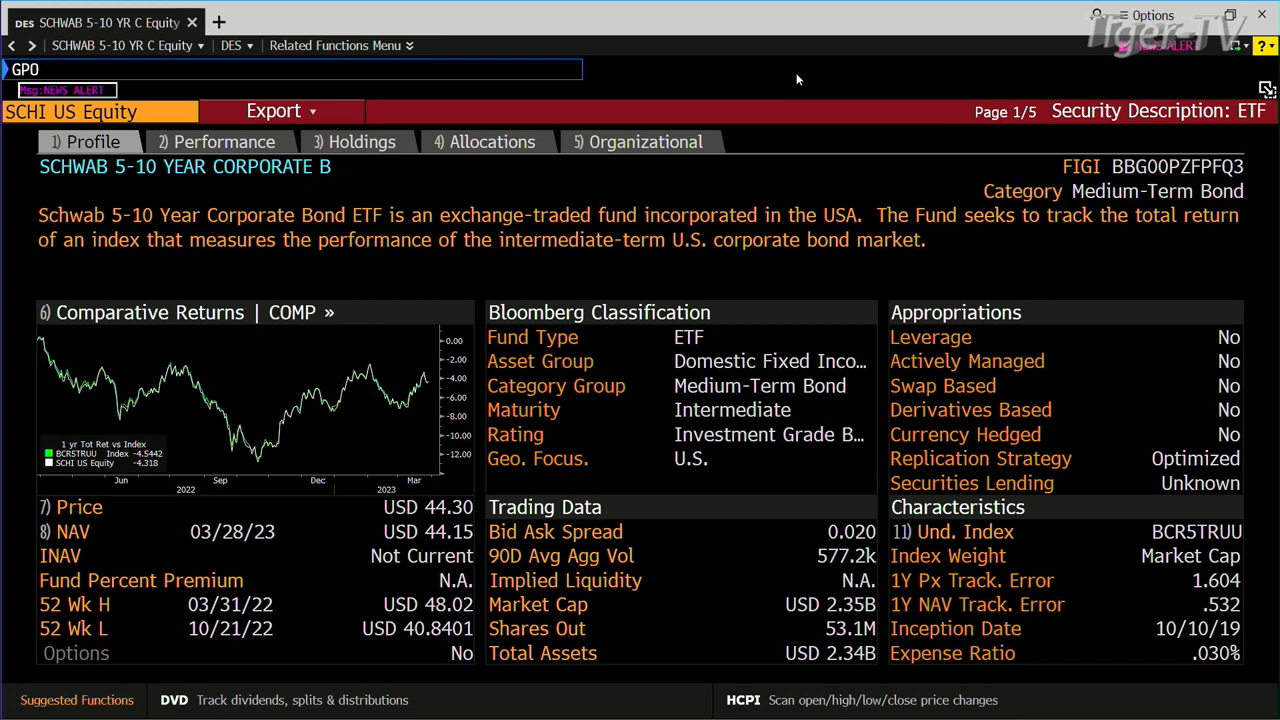 DES SCHWAB 5-10 YR C Equity × +
Options ×
Tiger-TV
< > SCHWAB 5-10 YR C Equity ▾ DES ▾ Related Functions Menu
NEWS ALERT ?
GPO
Msg:NEWS ALERT
SCHI US Equity Export ▾ Page 1/5 Security Description: ETF
1) Profile 2) Performance 3) Holdings 4) Allocations 5) Organizational
SCHWAB 5-10 YEAR CORPORATE B FIGI BBG00PZFPFQ3
Category Medium-Term Bond
Schwab 5-10 Year Corporate Bond ETF is an exchange-traded fund incorporated in the USA. The Fund seeks to track the total return
of an index that measures the performance of the intermediate-term U.S. corporate bond market.
6) Comparative Returns | COMP »
0.00
-2.00
-4.00
-6.00
-8.00
-10.00
-12.00
1 yr Tot Ret vs Index
BCR5TRUU Index -4.5442
SCHI US Equity -4.318
Jun Sep Dec Mar
2022 2023
7) Price USD 44.30
8) NAV 03/28/23 USD 44.15
INAV Not Current
Fund Percent Premium N.A.
52 Wk H 03/31/22 USD 48.02
52 Wk L 10/21/22 USD 40.8401
Options No
Bloomberg Classification
Fund Type ETF
Asset Group Domestic Fixed Inco...
Category Group Medium-Term Bond
Maturity Intermediate
Rating Investment Grade B...
Geo. Focus. U.S.
Trading Data
Bid Ask Spread 0.020
90D Avg Agg Vol 577.2k
Implied Liquidity N.A.
Market Cap USD 2.35B
Shares Out 53.1M
Total Assets USD 2.34B
Appropriations
Leverage No
Actively Managed No
Swap Based No
Derivatives Based No
Currency Hedged No
Replication Strategy Optimized
Securities Lending Unknown
Characteristics
11) Und. Index BCR5TRUU
Index Weight Market Cap
1Y Px Track. Error 1.604
1Y NAV Track. Error .532
Inception Date 10/10/19
Expense Ratio .030%
Suggested Functions DVD Track dividends, splits & distributions HCPI Scan open/high/low/close price changes